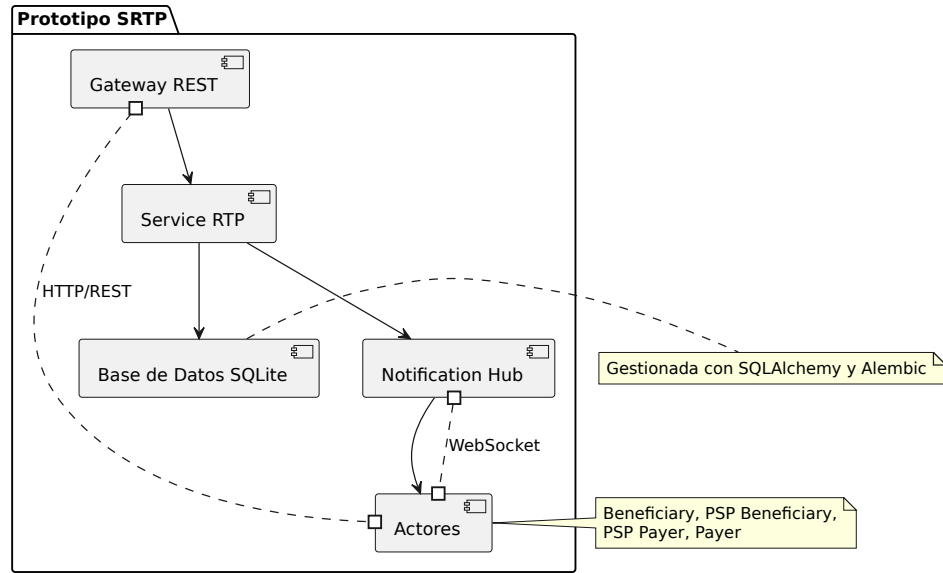 Prototipo SRTP
Gateway REST
Service RTP
HTTP/REST
Base de Datos SQLite
Notification Hub
Gestionada con SQLAlchemy y Alembic
WebSocket
Actores
Beneficiary, PSP Beneficiary,
PSP Payer, Payer